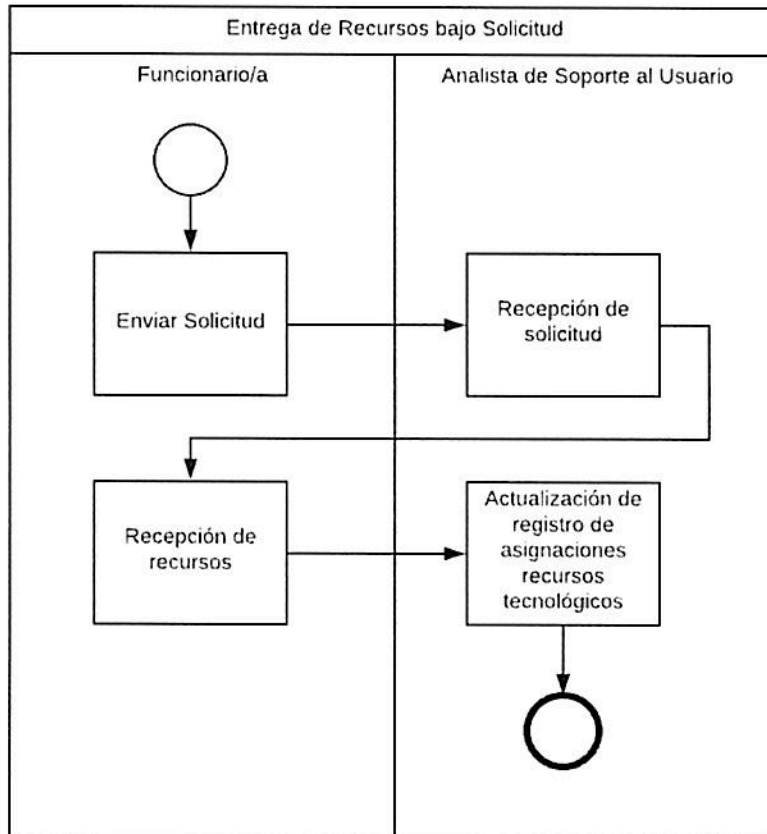 Entrega de Recursos bajo Solicitud
Funcionario/a
Analista de Soporte al Usuario
Enviar Solicitud
Recepción de
solicitud
Recepción de
recursos
Actualización de
registro de
asignaciones
recursos
tecnológicos